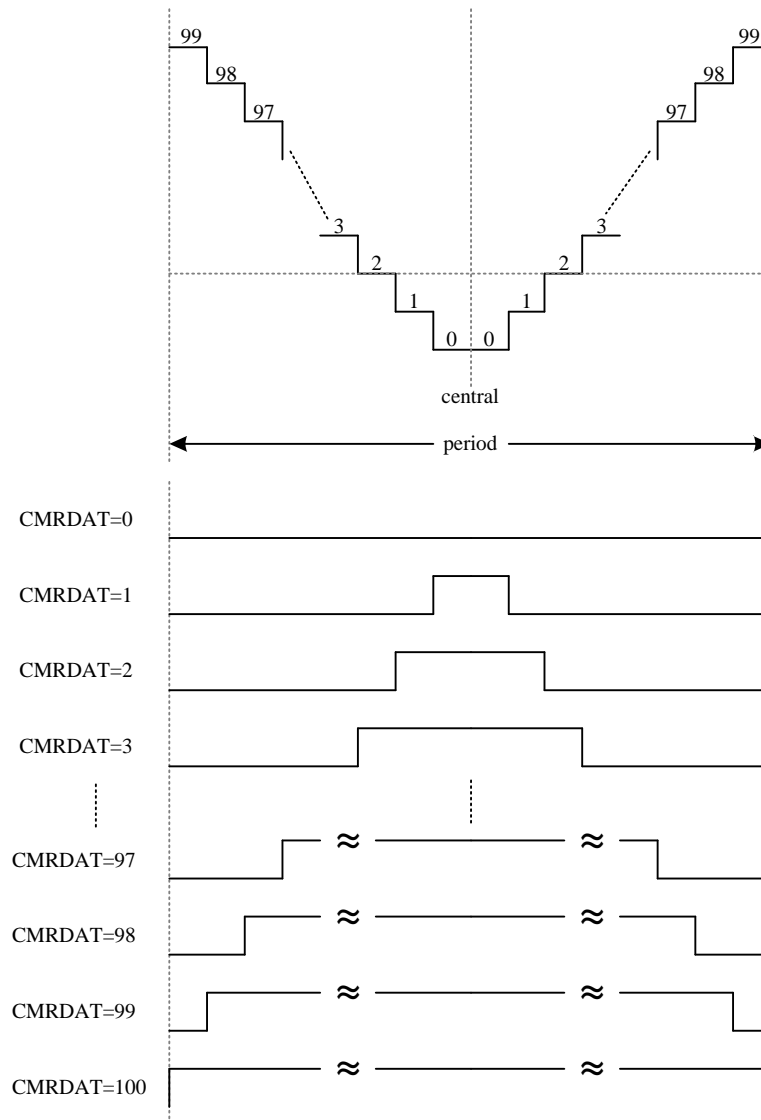 99 99
98 98
97 97
3 3
2 2
1 1
0 0
central
period
CMRDAT=0
CMRDAT=1
CMRDAT=2
CMRDAT=3
CMRDAT=97
≈ ≈
CMRDAT=98
≈ ≈
CMRDAT=99
≈ ≈
CMRDAT=100
≈ ≈